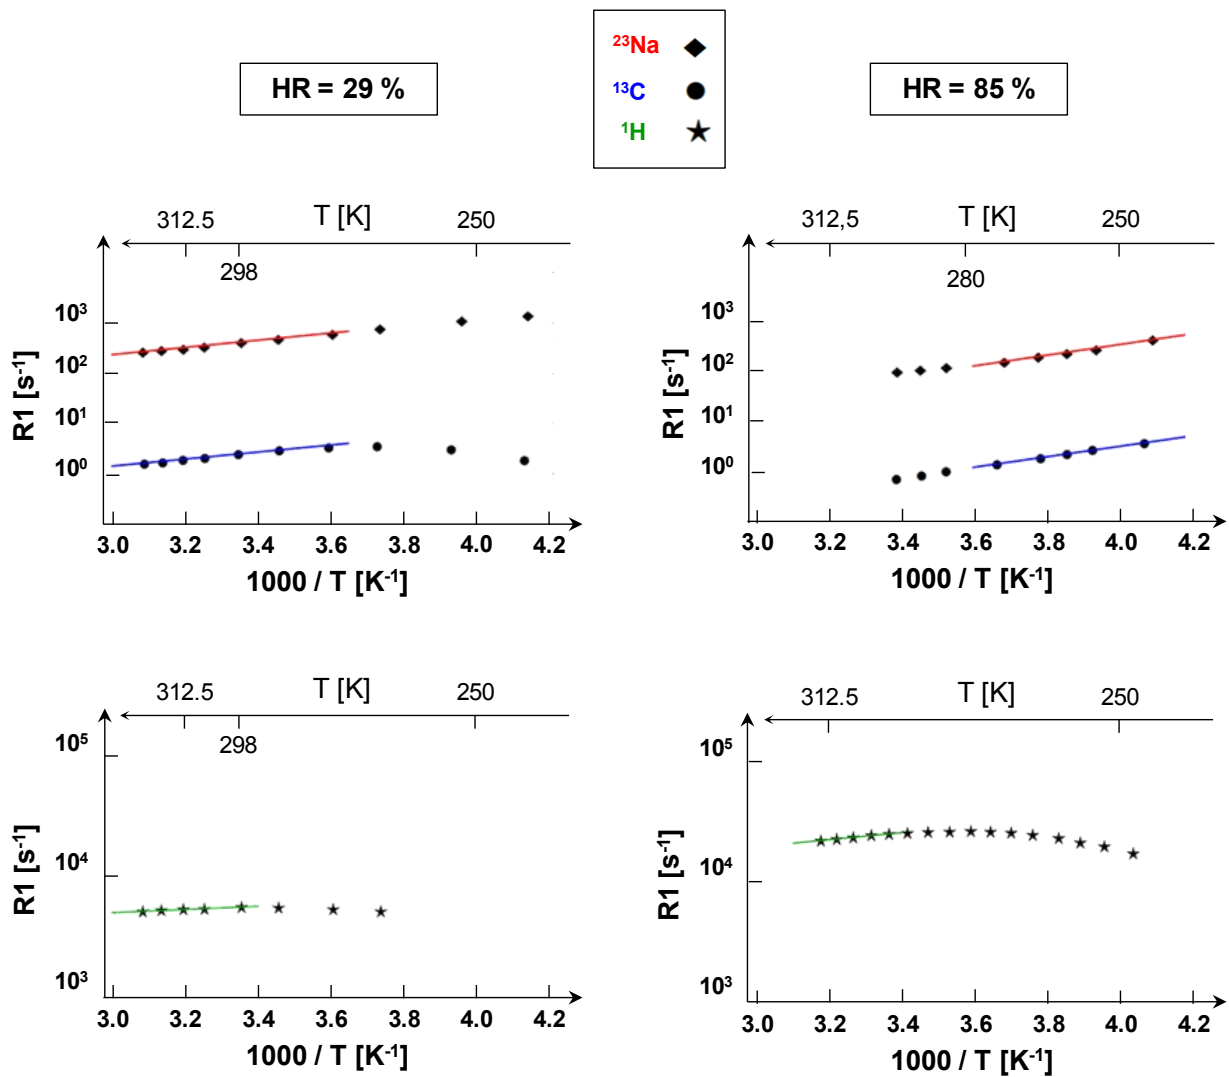 ²³Na
¹³C
¹H
HR = 29 %
HR = 85 %
312.5 T [K] 250
298
10³
10²
10¹
10⁰
R1 [s⁻¹]
3.0 3.2 3.4 3.6 3.8 4.0 4.2
1000 / T [K⁻¹]
312,5 T [K] 250
280
10³
10²
10¹
10⁰
R1 [s⁻¹]
3.0 3.2 3.4 3.6 3.8 4.0 4.2
1000 / T [K⁻¹]
312.5 T [K] 250
298
10⁵
10⁴
10³
R1 [s⁻¹]
3.0 3.2 3.4 3.6 3.8 4.0 4.2
1000 / T [K⁻¹]
312.5 T [K] 250
10⁵
10⁴
10³
R1 [s⁻¹]
3.0 3.2 3.4 3.6 3.8 4.0 4.2
1000 / T [K⁻¹]